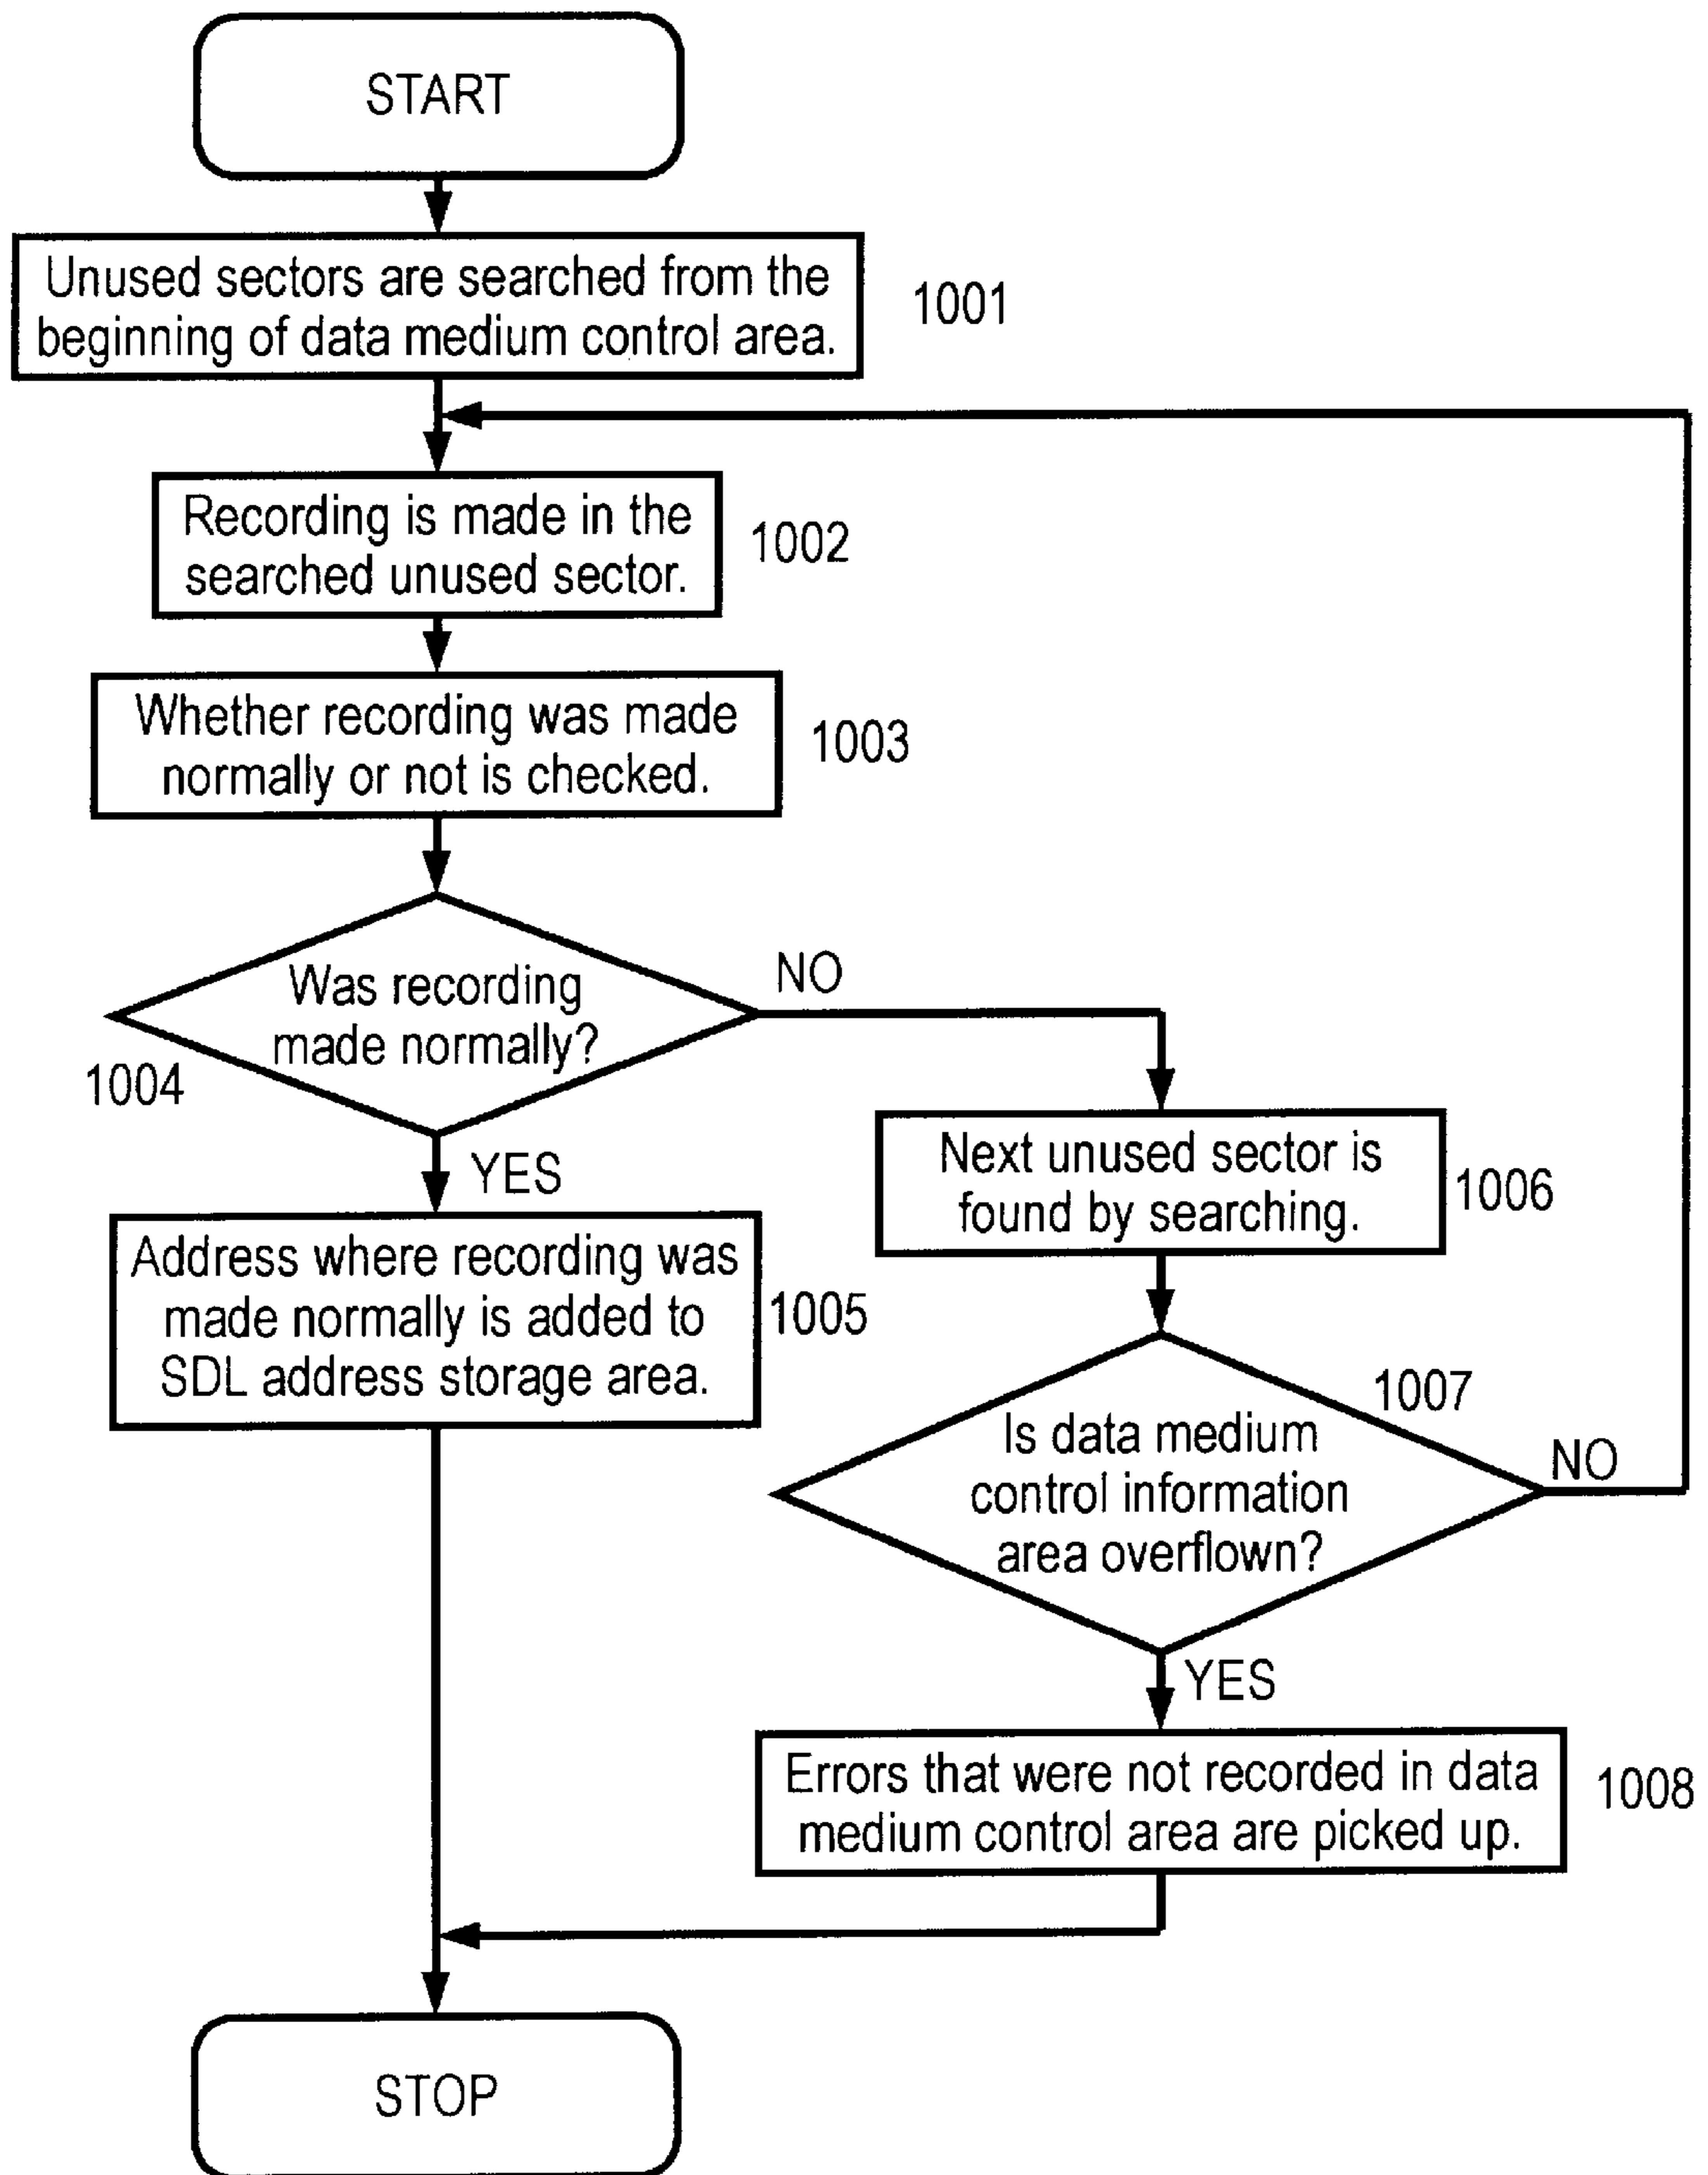 START
Unused sectors are searched from the
beginning of data medium control area.
1001
Recording is made in the
searched unused sector.
1002
Whether recording was made
normally or not is checked.
1003
Was recording
made normally?
1004
NO
YES
Address where recording was
made normally is added to
SDL address storage area.
1005
Next unused sector is
found by searching.
1006
Is data medium
control information
area overflown?
1007
NO
YES
Errors that were not recorded in data
medium control area are picked up.
1008
STOP